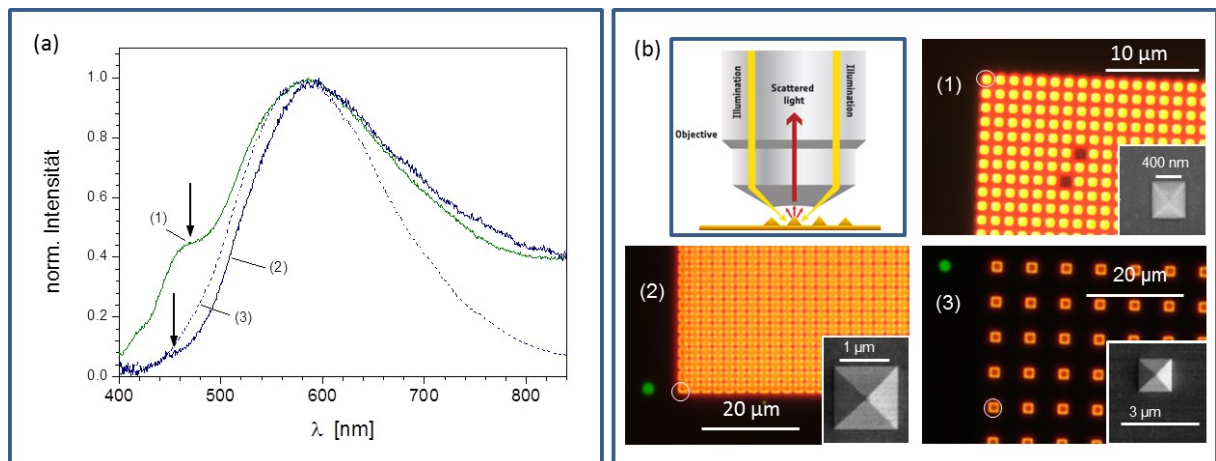 (a)
norm. Intensität
1.0
0.8
0.6
0.4
0.2
0.0
(1)
(2)
(3)
400
500
600
700
800
λ [nm]
(b)
Illumination
Scattered
light
Illumination
Objective
(1)
10 µm
400 nm
(2)
20 µm
1 µm
(3)
20 µm
3 µm